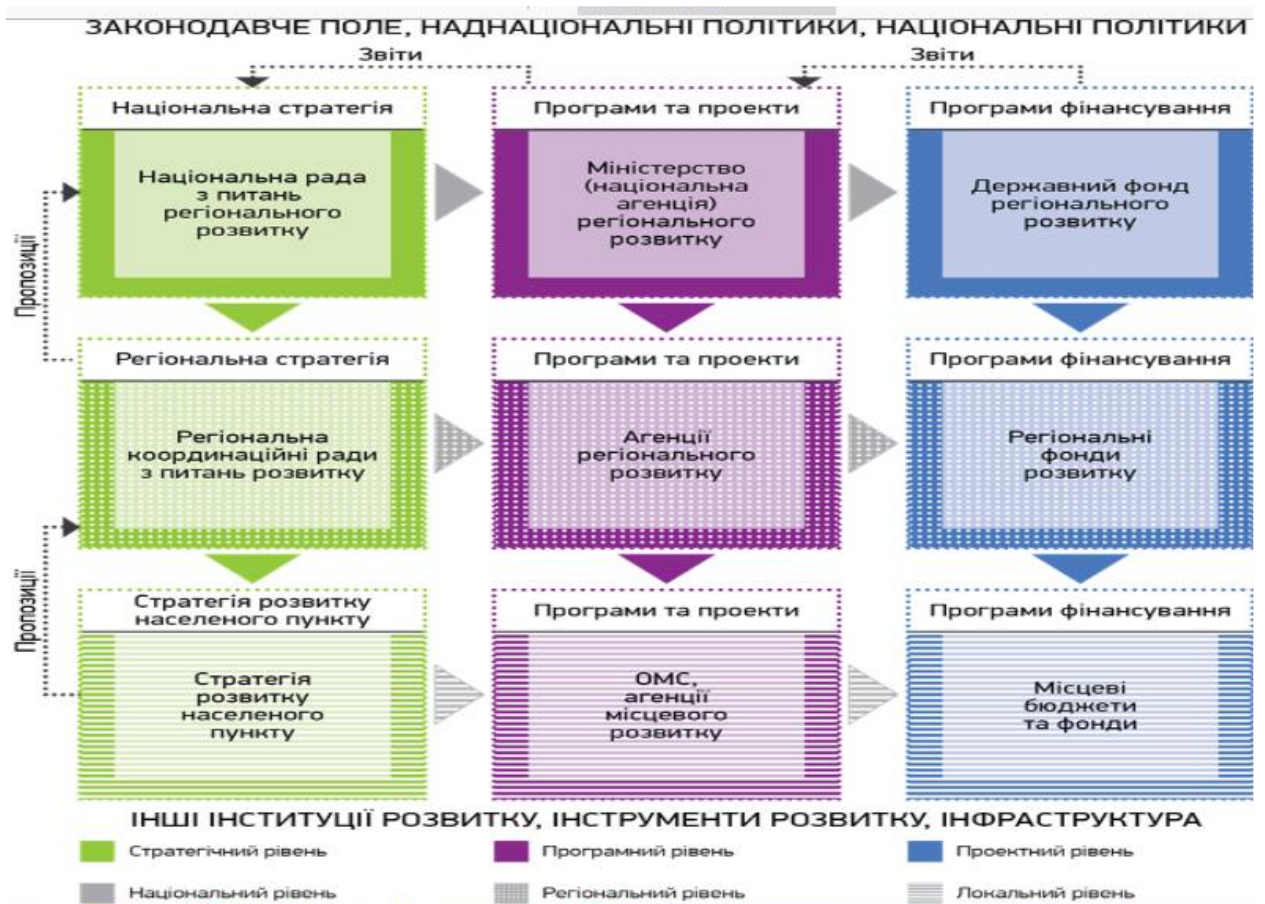 ЗАКОНОДАВЧЕ ПОЛЕ, НАДНАЦІОНАЛЬНІ ПОЛІТИКИ, НАЦІОНАЛЬНІ ПОЛІТИКИ
Звіти
Звіти
Національна стратегія
Програми та проекти
Програми фінансування
Національна рада
з питань
регіонального
розвитку
Міністерство
(національна
агенція)
регіонального
розвитку
Державний фонд
регіонального
розвитку
Пропозиції
Регіональна стратегія
Програми та проекти
Програми фінансування
Регіональна
координаційні ради
з питань розвитку
Агенції
регіонального
розвитку
Регіональні
фонди
розвитку
Пропозиції
Стратегія розвитку
населеного пункту
Програми та проекти
Програми фінансування
Стратегія
розвитку
населеного
пункту
ОМС,
агенції
місцевого
розвитку
Місцеві
бюджети
та фонди
ІНШІ ІНСТИТУЦІЇ РОЗВИТКУ, ІНСТРУМЕНТИ РОЗВИТКУ, ІНФРАСТРУКТУРА
Стратегічний рівень
Програмний рівень
Проектний рівень
Національний рівень
Регіональний рівень
Локальний рівень